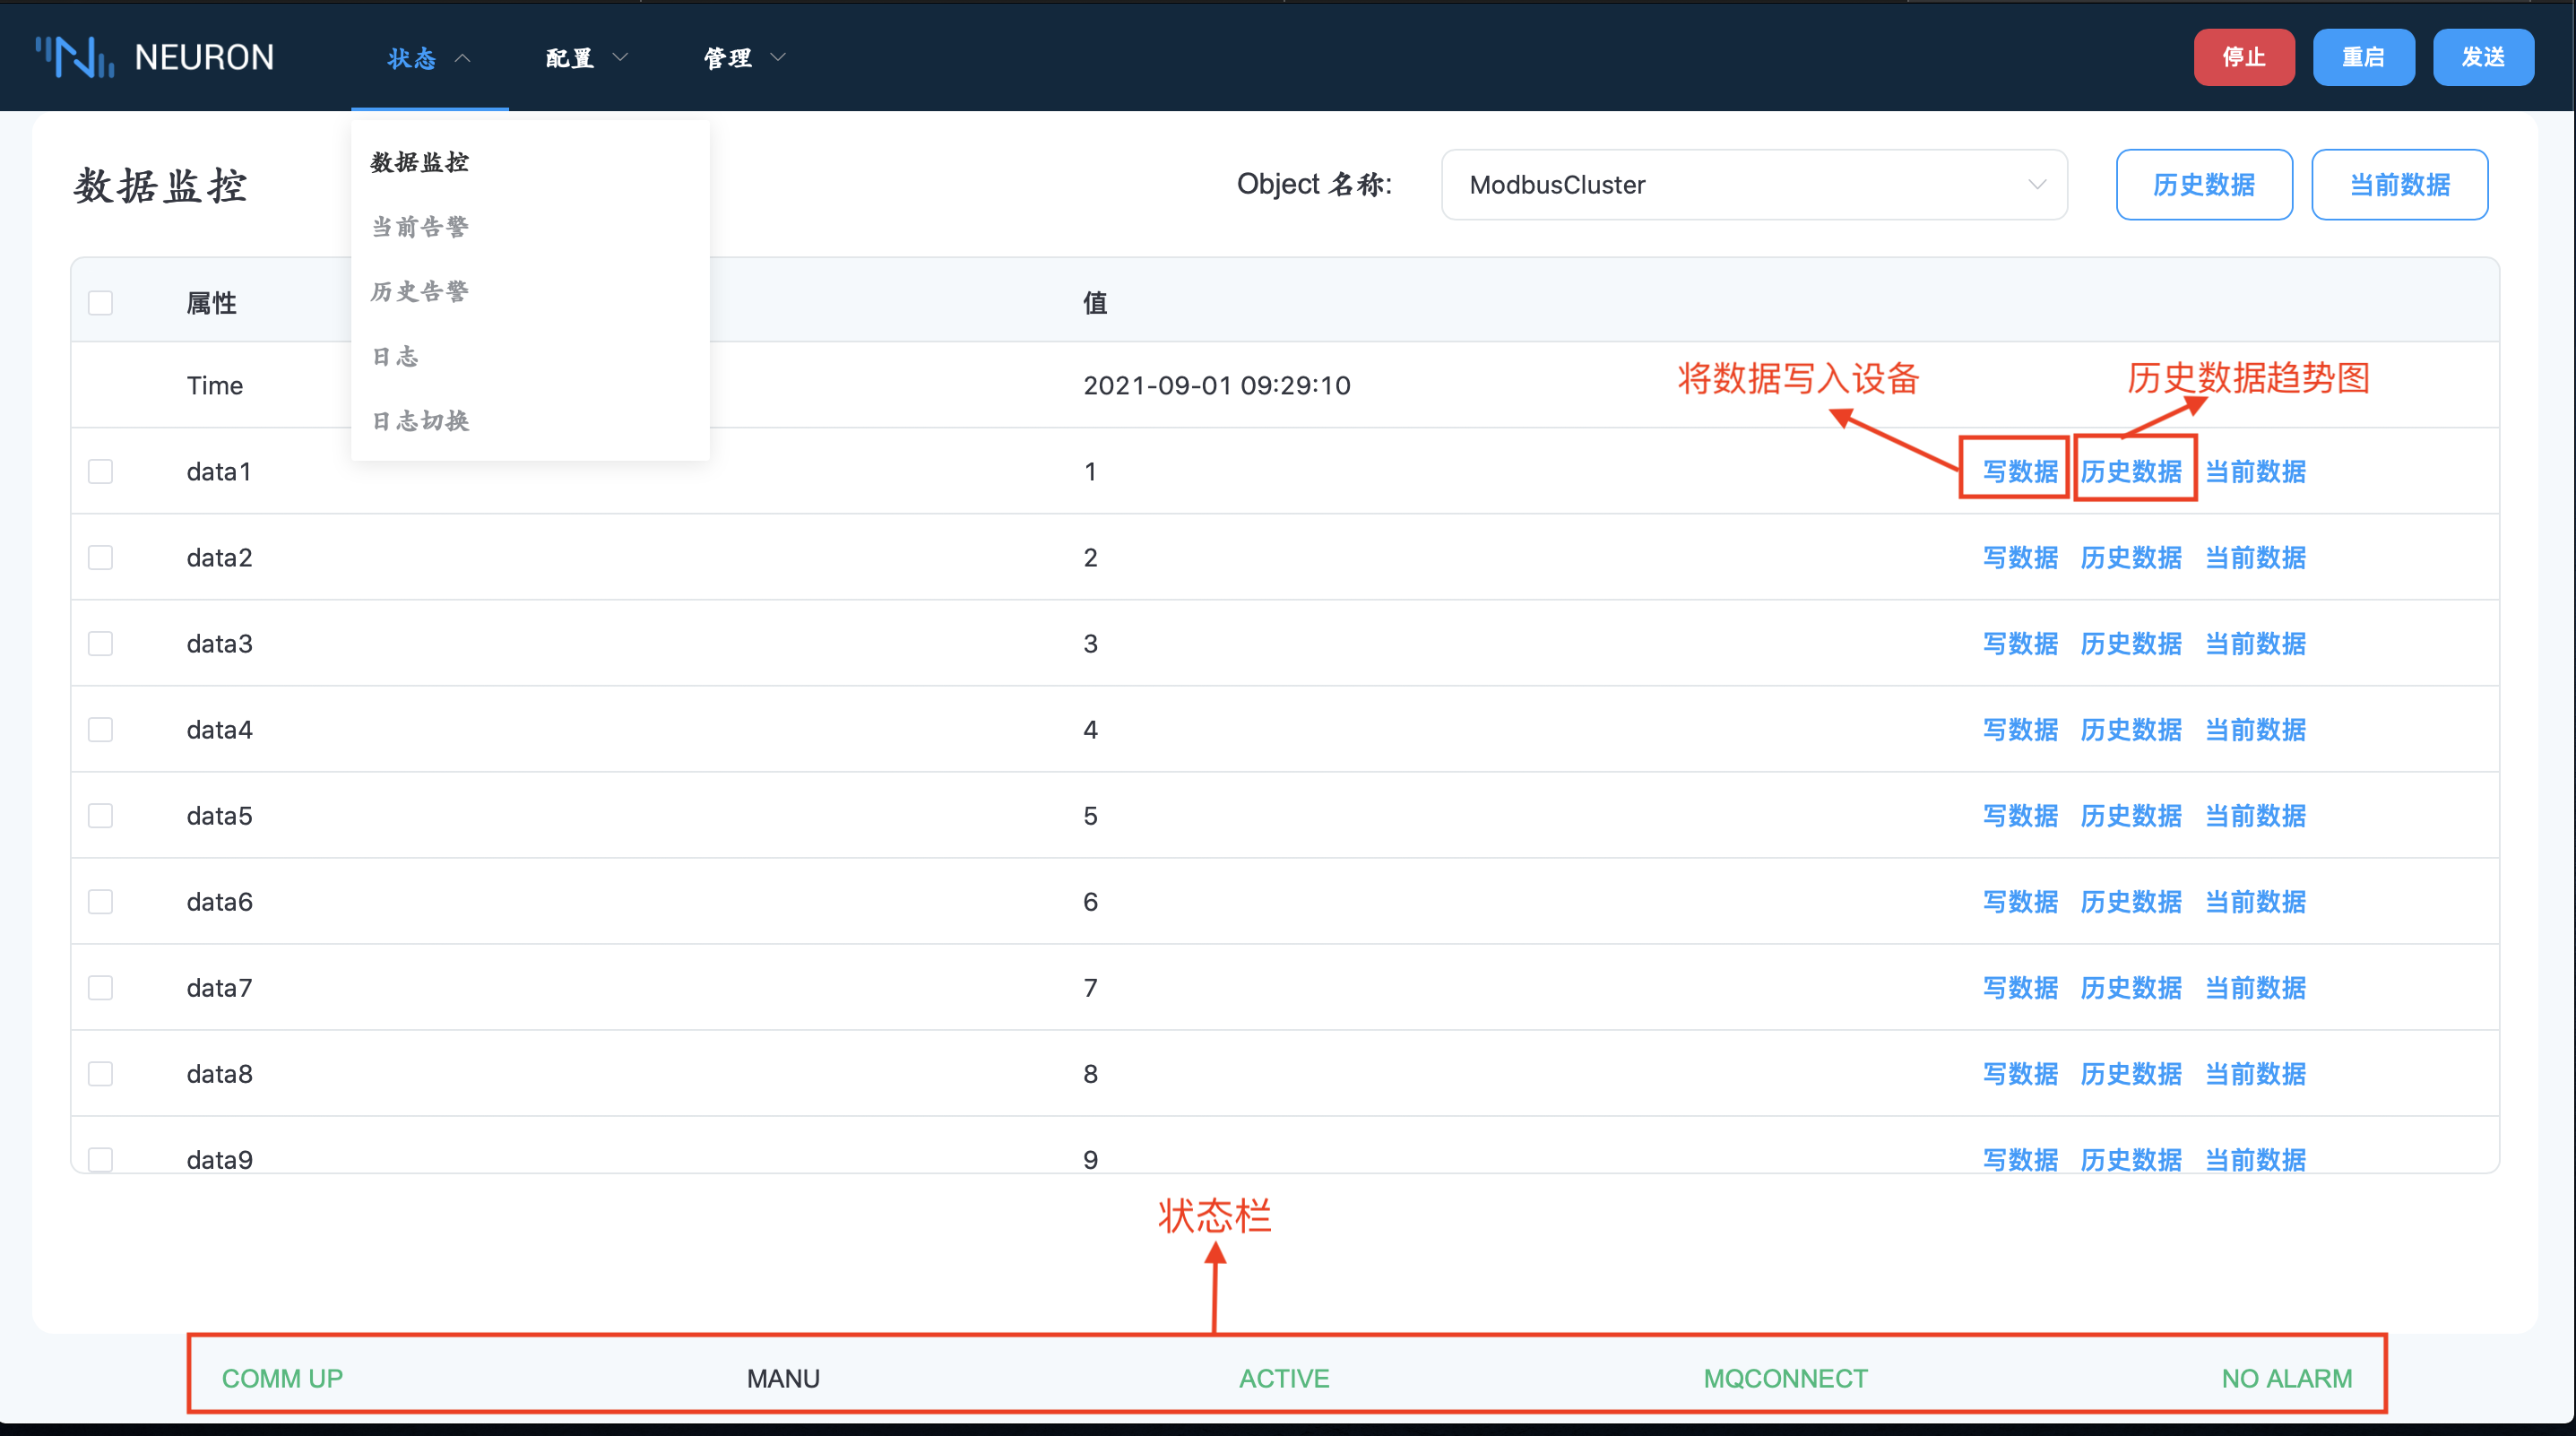 NEURON 状态 配置 管理 停止 重启 发送
数据监控
当前告警
历史告警
日志
日志切换
数据监控 Object 名称: ModbusCluster 历史数据 当前数据
属性 值
Time 2021-09-01 09:29:10
将数据写入设备 历史数据趋势图
data1 1 写数据 历史数据 当前数据
data2 2 写数据 历史数据 当前数据
data3 3 写数据 历史数据 当前数据
data4 4 写数据 历史数据 当前数据
data5 5 写数据 历史数据 当前数据
data6 6 写数据 历史数据 当前数据
data7 7 写数据 历史数据 当前数据
data8 8 写数据 历史数据 当前数据
data9 9 写数据 历史数据 当前数据
状态栏
COMM UP MANU ACTIVE MQCONNECT NO ALARM